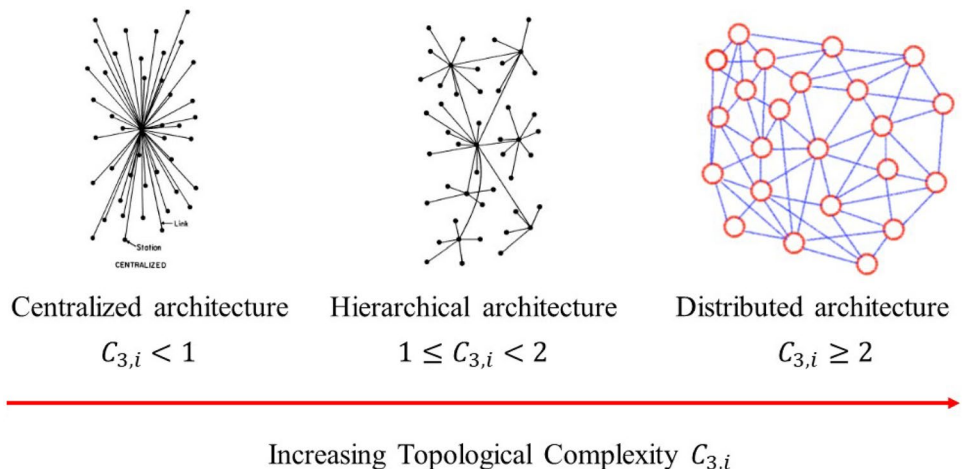 Link
Station
CENTRALIZED
Centralized architecture
C₃,ᵢ < 1
Hierarchical architecture
1 ≤ C₃,ᵢ < 2
Distributed architecture
C₃,ᵢ ≥ 2
Increasing Topological Complexity C₃,ᵢ